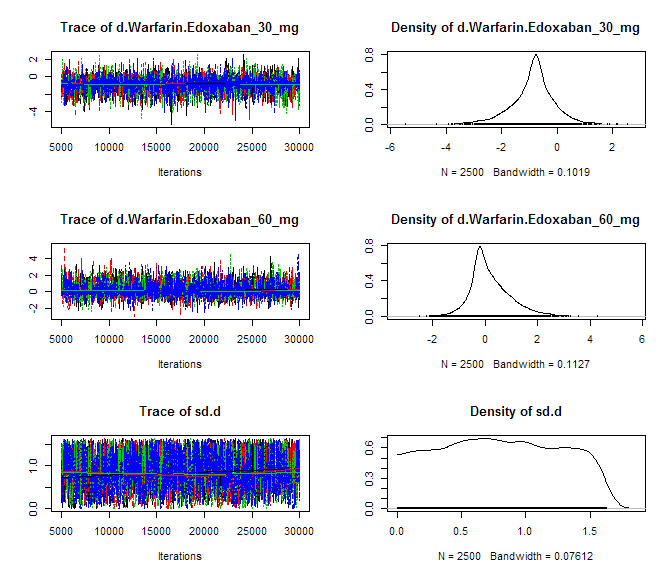 Trace of d.Warfarin.Edoxaban_30_mg
2
0
-4
5000 10000 15000 20000 25000 30000
Iterations
Density of d.Warfarin.Edoxaban_30_mg
0.8
0.4
0.0
-6 -4 -2 0 2
N = 2500 Bandwidth = 0.1019
Trace of d.Warfarin.Edoxaban_60_mg
4
2
0
-2
5000 10000 15000 20000 25000 30000
Iterations
Density of d.Warfarin.Edoxaban_60_mg
0.8
0.4
0.0
-2 0 2 4 6
N = 2500 Bandwidth = 0.1127
Trace of sd.d
1.0
0.0
5000 10000 15000 20000 25000 30000
Iterations
Density of sd.d
0.6
0.3
0.0
0.0 0.5 1.0 1.5
N = 2500 Bandwidth = 0.07612